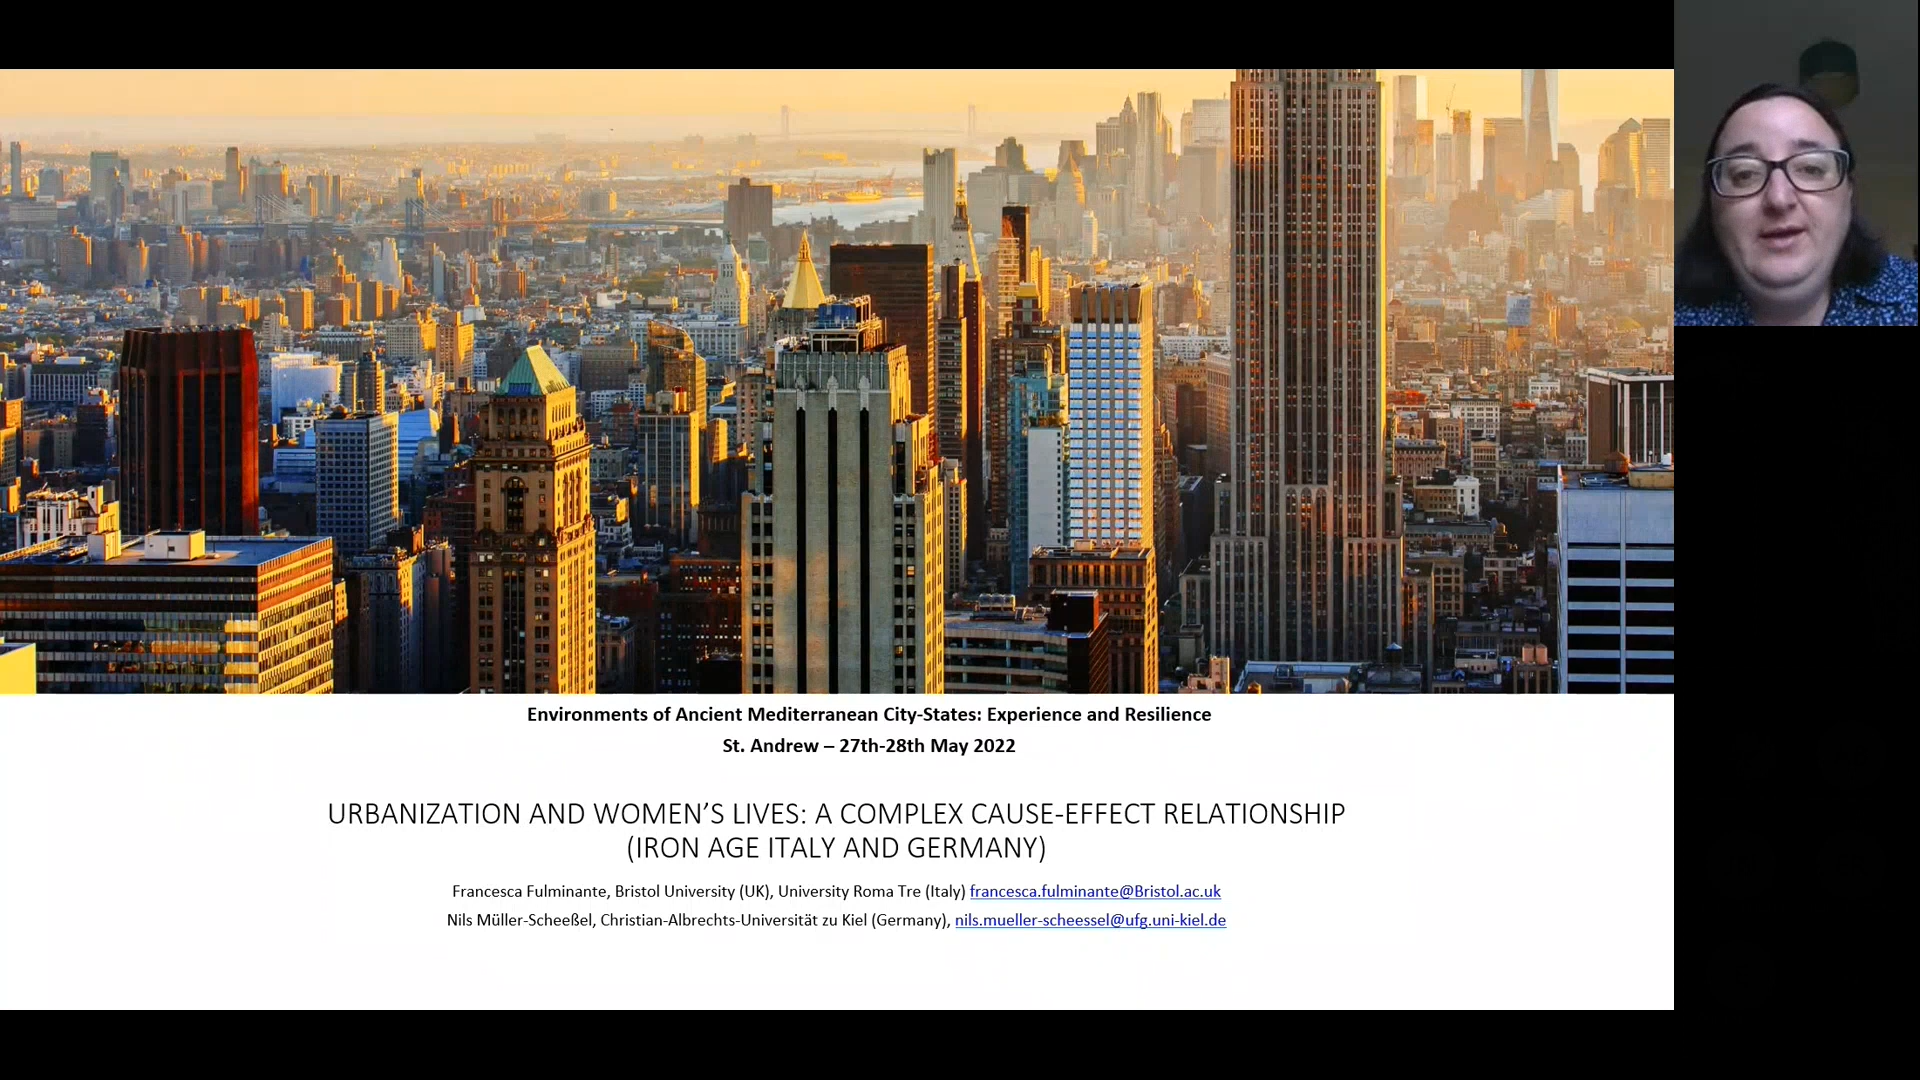 Environments of Ancient Mediterranean City-States: Experience and Resilience
St. Andrew – 27th-28th May 2022
URBANIZATION AND WOMEN’S LIVES: A COMPLEX CAUSE-EFFECT RELATIONSHIP
(IRON AGE ITALY AND GERMANY)
Francesca Fulminante, Bristol University (UK), University Roma Tre (Italy) francesca.fulminante@Bristol.ac.uk
Nils Müller-Scheeßel, Christian-Albrechts-Universität zu Kiel (Germany), nils.mueller-scheessel@ufg.uni-kiel.de